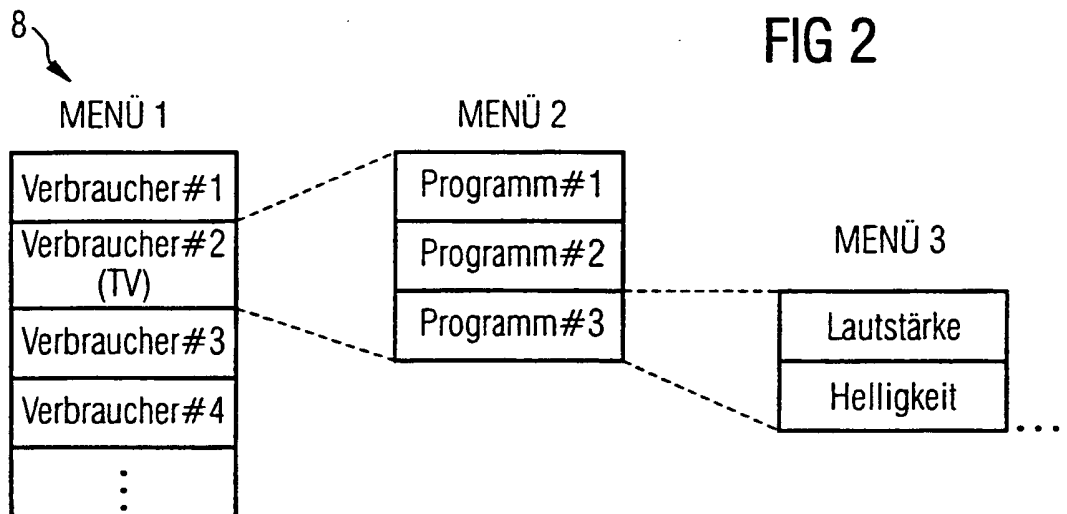 8
FIG 2
MENÜ 1
Verbraucher#1
Verbraucher#2
(TV)
Verbraucher#3
Verbraucher#4
⋮
MENÜ 2
Programm#1
Programm#2
Programm#3
MENÜ 3
Lautstärke
Helligkeit
...